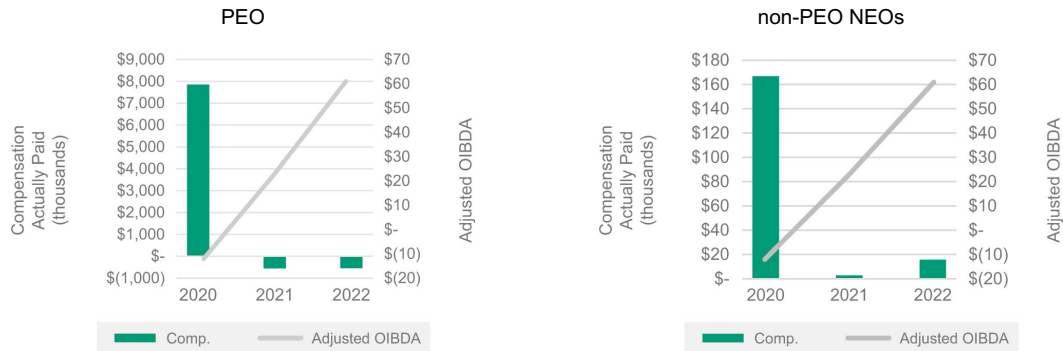 PEO
Compensation
Actually Paid
(thousands)
$9,000
$8,000
$7,000
$6,000
$5,000
$4,000
$3,000
$2,000
$1,000
$-
$(1,000)
$70
$60
$50
$40
$30
$20
$10
$-
$(10)
$(20)
Adjusted OIBDA
2020 2021 2022
Comp. Adjusted OIBDA
non-PEO NEOs
Compensation
Actually Paid
(thousands)
$180
$160
$140
$120
$100
$80
$60
$40
$20
$-
$70
$60
$50
$40
$30
$20
$10
$-
$(10)
$(20)
Adjusted OIBDA
2020 2021 2022
Comp. Adjusted OIBDA